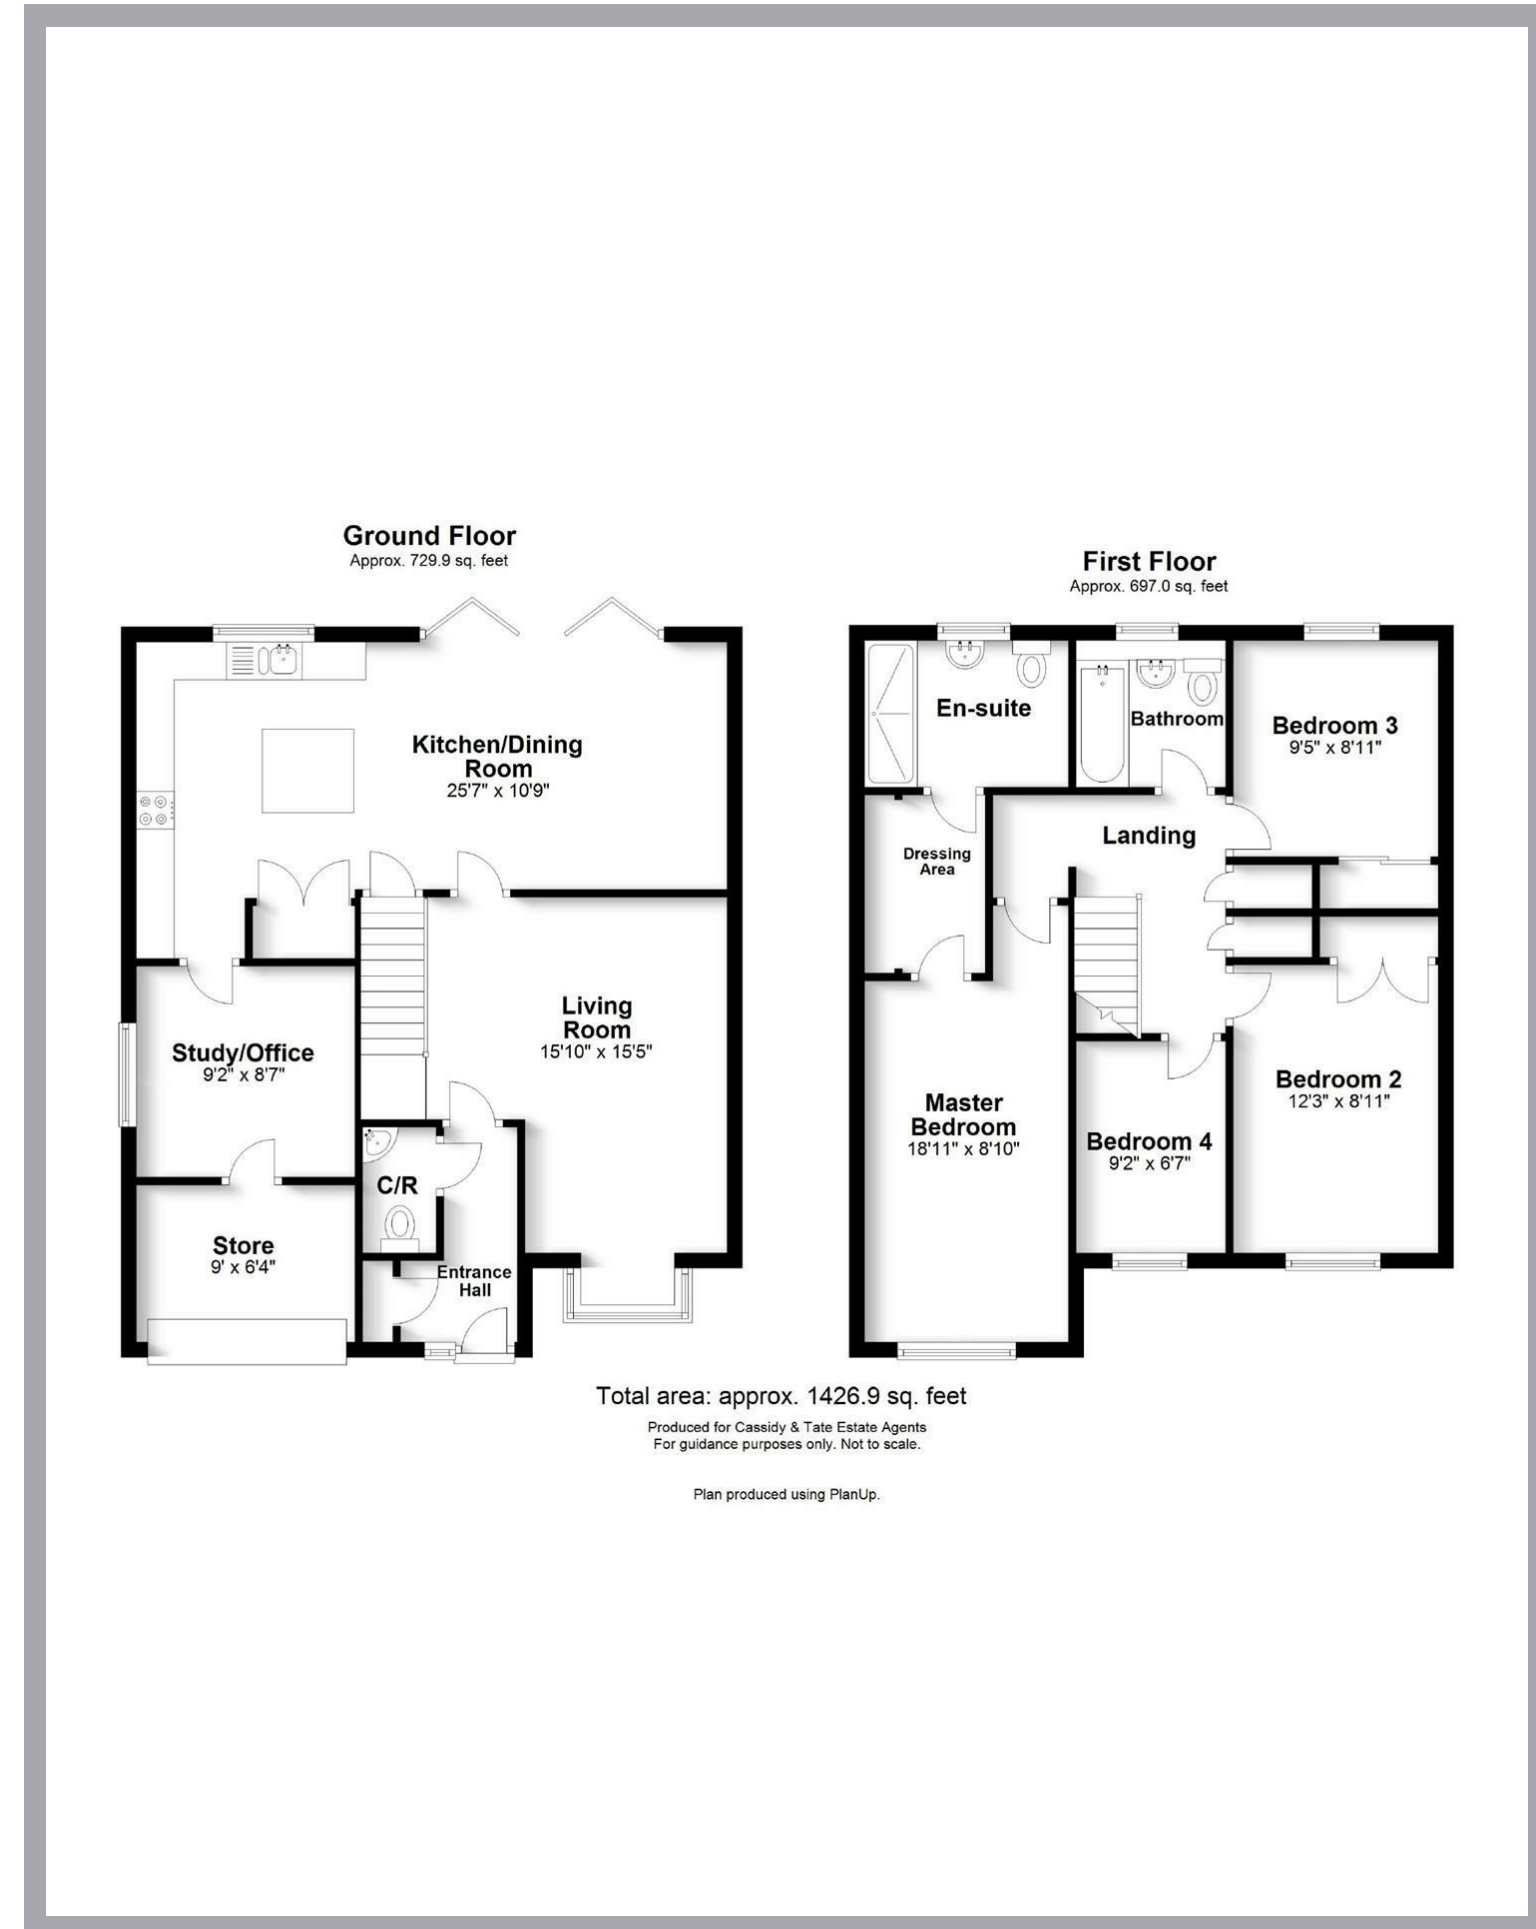 Ground Floor
Approx. 729.9 sq. feet
Kitchen/Dining
Room
25'7" x 10'9"
Living
Room
15'10" x 15'5"
Study/Office
9'2" x 8'7"
C/R
Store
9' x 6'4"
Entrance
Hall
First Floor
Approx. 697.0 sq. feet
En-suite
Bathroom
Bedroom 3
9'5" x 8'11"
Landing
Dressing
Area
Bedroom 2
12'3" x 8'11"
Master
Bedroom
18'11" x 8'10"
Bedroom 4
9'2" x 6'7"
Total area: approx. 1426.9 sq. feet
Produced for Cassidy & Tate Estate Agents
For guidance purposes only. Not to scale.
Plan produced using PlanUp.